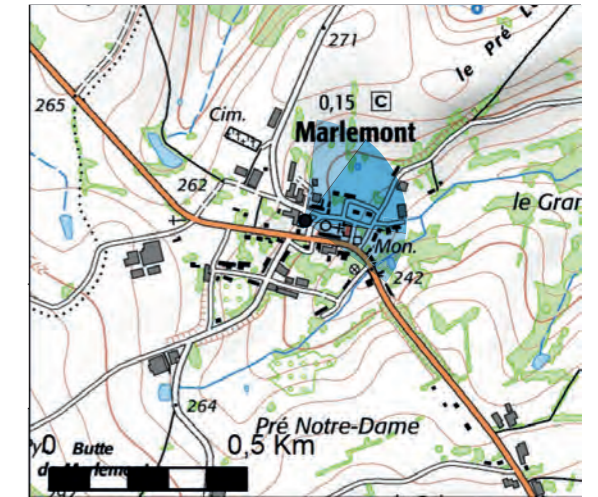 271
le Pré
265
0,15 C
Cim.
Marlemont
262
le Gran
Mon.
242
264
Pré Notre-Dame
0
Butte
0,5 Km